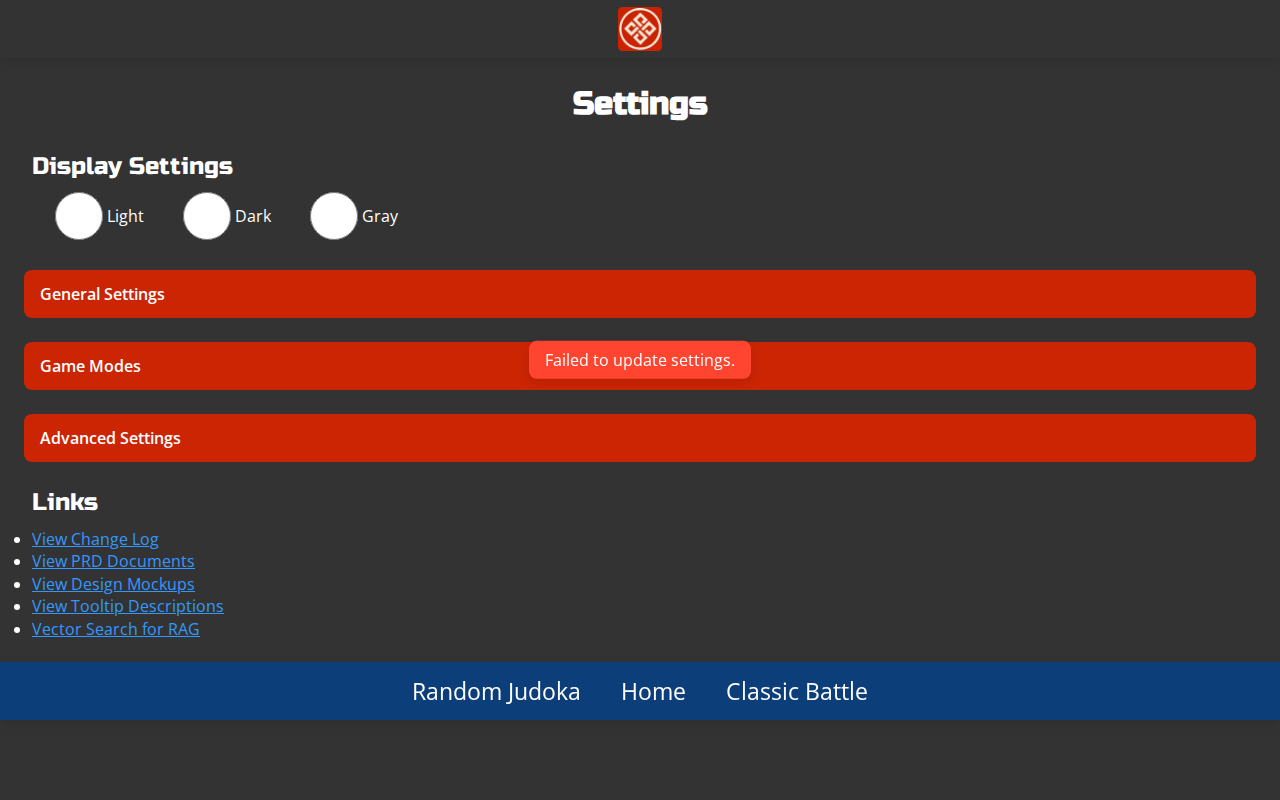 Settings
Display Settings
Light Dark Gray
General Settings
Game Modes
Failed to update settings.
Advanced Settings
Links
View Change Log
View PRD Documents
View Design Mockups
View Tooltip Descriptions
Vector Search for RAG
Random Judoka Home Classic Battle